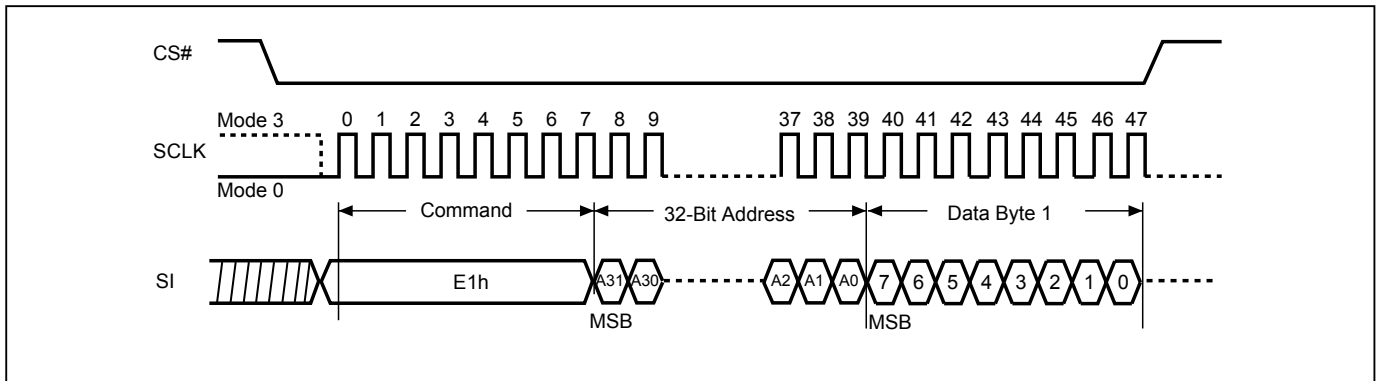 CS#
Mode 3 0 1 2 3 4 5 6 7 8 9 37 38 39 40 41 42 43 44 45 46 47
SCLK
Mode 0
Command 32-Bit Address Data Byte 1
SI E1h A31 A30 A2 A1 A0 7 6 5 4 3 2 1 0
MSB MSB